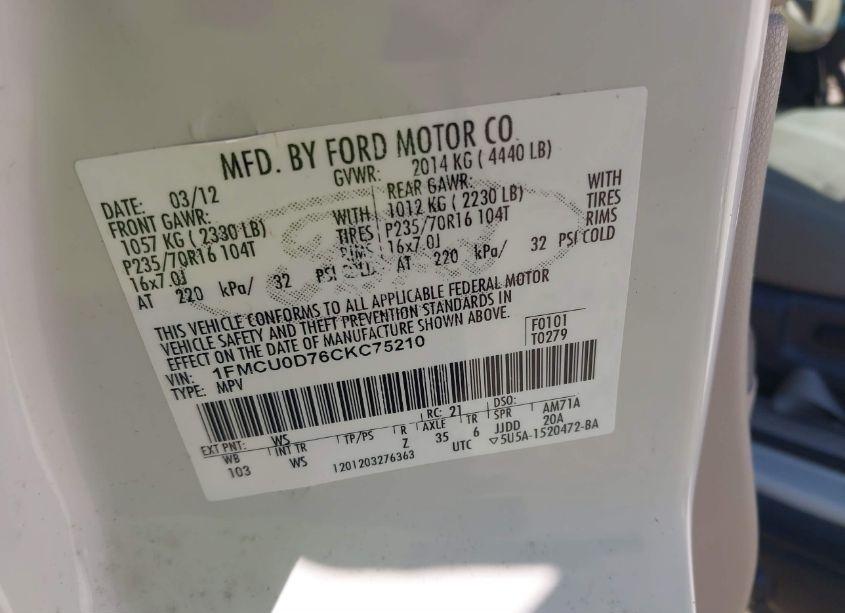 MFD. BY FORD MOTOR CO.
DATE: 03/12 GVWR: 2014 KG ( 4440 LB)
FRONT GAWR: REAR GAWR:
1057 KG ( 2330 LB) WITH 1012 KG ( 2230 LB) WITH
P235/70R16 104T TIRES P235/70R16 104T TIRES
16x7.0J RIMS 16x7.0J RIMS
AT 220 kPa/ 32 PSI COLD AT 220 kPa/ 32 PSI COLD
THIS VEHICLE CONFORMS TO ALL APPLICABLE FEDERAL MOTOR
VEHICLE SAFETY AND THEFT PREVENTION STANDARDS IN
EFFECT ON THE DATE OF MANUFACTURE SHOWN ABOVE.
VIN: 1FMCU0D76CKC75210 F0101
TYPE: MPV T0279
EXT PNT: WS RC: 21 DSO:
WB INT TR TP/PS R AXLE TR SPR AM71A
103 WS Z 35 6 JJDD 20A
1201203276363 UTC ▽5U5A-1520472-BA